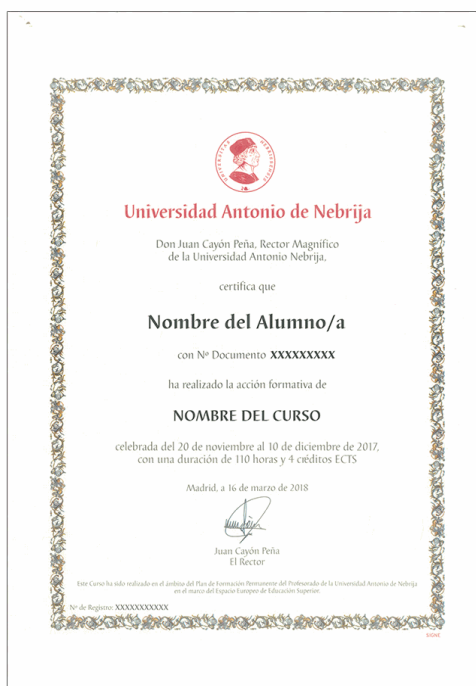 Universidad Antonio de Nebrija
Don Juan Cayón Peña, Rector Magnífico
de la Universidad Antonio Nebrija,
certifica que
Nombre del Alumno/a
con Nº Documento XXXXXXXXX
ha realizado la acción formativa de
NOMBRE DEL CURSO
celebrada del 20 de noviembre al 10 de diciembre de 2017,
con una duración de 110 horas y 4 créditos ECTS
Madrid, a 16 de marzo de 2018
Juan Cayón Peña
El Rector
Este Curso ha sido realizado en el ámbito del Plan de Formación Permanente del Profesorado de la Universidad Antonio de Nebrija
en el marco del Espacio Europeo de Educación Superior.
Nº de Registro: XXXXXXXXXXX
SIGNE